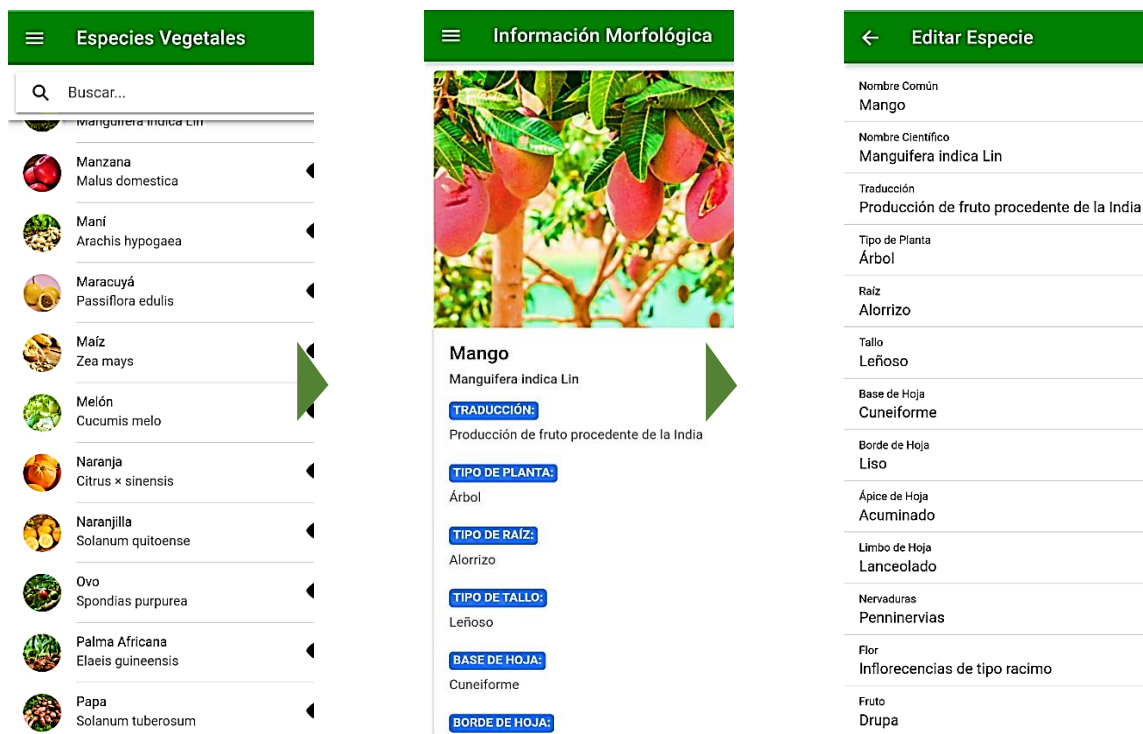 Especies Vegetales
Buscar...
Manguifera indica Lin
Manzana
Malus domestica
Maní
Arachis hypogaea
Maracuyá
Passiflora edulis
Maíz
Zea mays
Melón
Cucumis melo
Naranja
Citrus × sinensis
Naranjilla
Solanum quitoense
Ovo
Spondias purpurea
Palma Africana
Elaeis guineensis
Papa
Solanum tuberosum
Información Morfológica
Mango
Manguifera indica Lin
TRADUCCIÓN:
Producción de fruto procedente de la India
TIPO DE PLANTA:
Árbol
TIPO DE RAÍZ:
Alorrizo
TIPO DE TALLO:
Leñoso
BASE DE HOJA:
Cuneiforme
BORDE DE HOJA:
Editar Especie
Nombre Común
Mango
Nombre Científico
Manguifera indica Lin
Traducción
Producción de fruto procedente de la India
Tipo de Planta
Árbol
Raíz
Alorrizo
Tallo
Leñoso
Base de Hoja
Cuneiforme
Borde de Hoja
Liso
Ápice de Hoja
Acuminado
Limbo de Hoja
Lanceolado
Nervaduras
Penninervias
Flor
Inflorecencias de tipo racimo
Fruto
Drupa